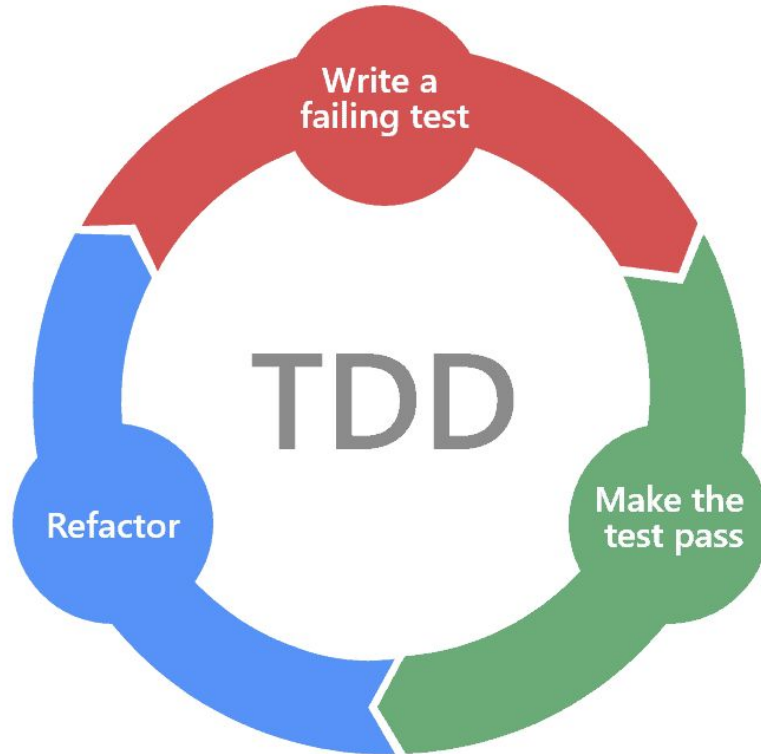 Write a
failing test
TDD
Make the
test pass
Refactor